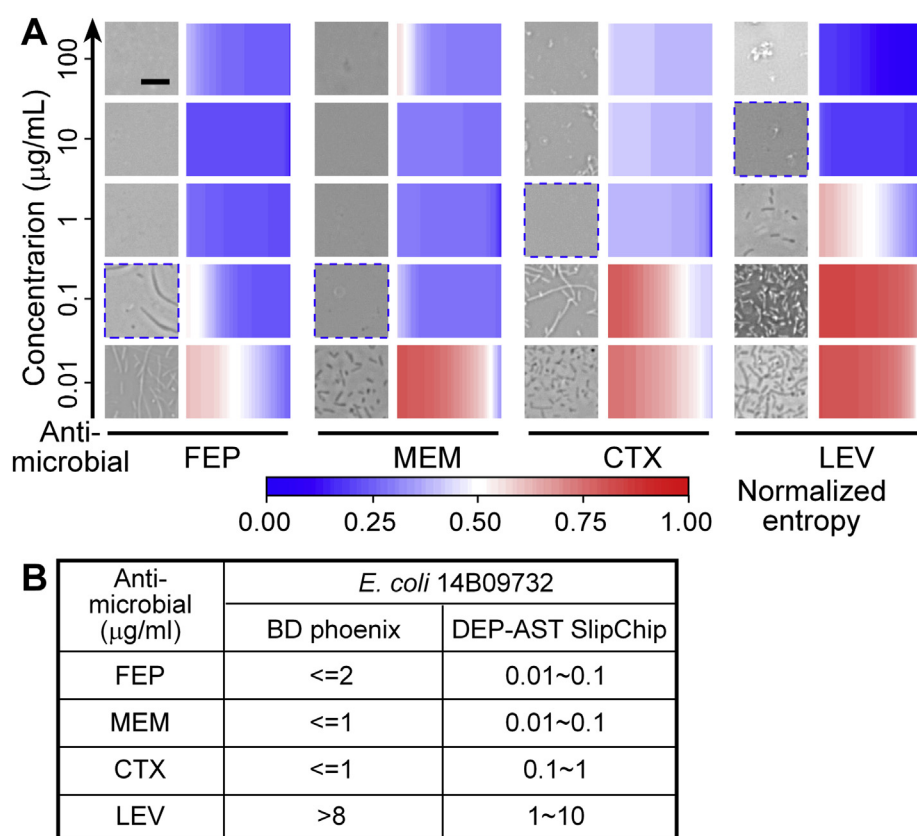 A
Concentrarion (μg/mL)
100
10
1
0.1
0.01
Anti-
microbial
FEP
MEM
CTX
LEV
0.00
0.25
0.50
0.75
1.00
Normalized
entropy
B
Anti-
microbial
(μg/ml)
E. coli 14B09732
BD phoenix
DEP-AST SlipChip
FEP
<=2
0.01~0.1
MEM
<=1
0.01~0.1
CTX
<=1
0.1~1
LEV
>8
1~10